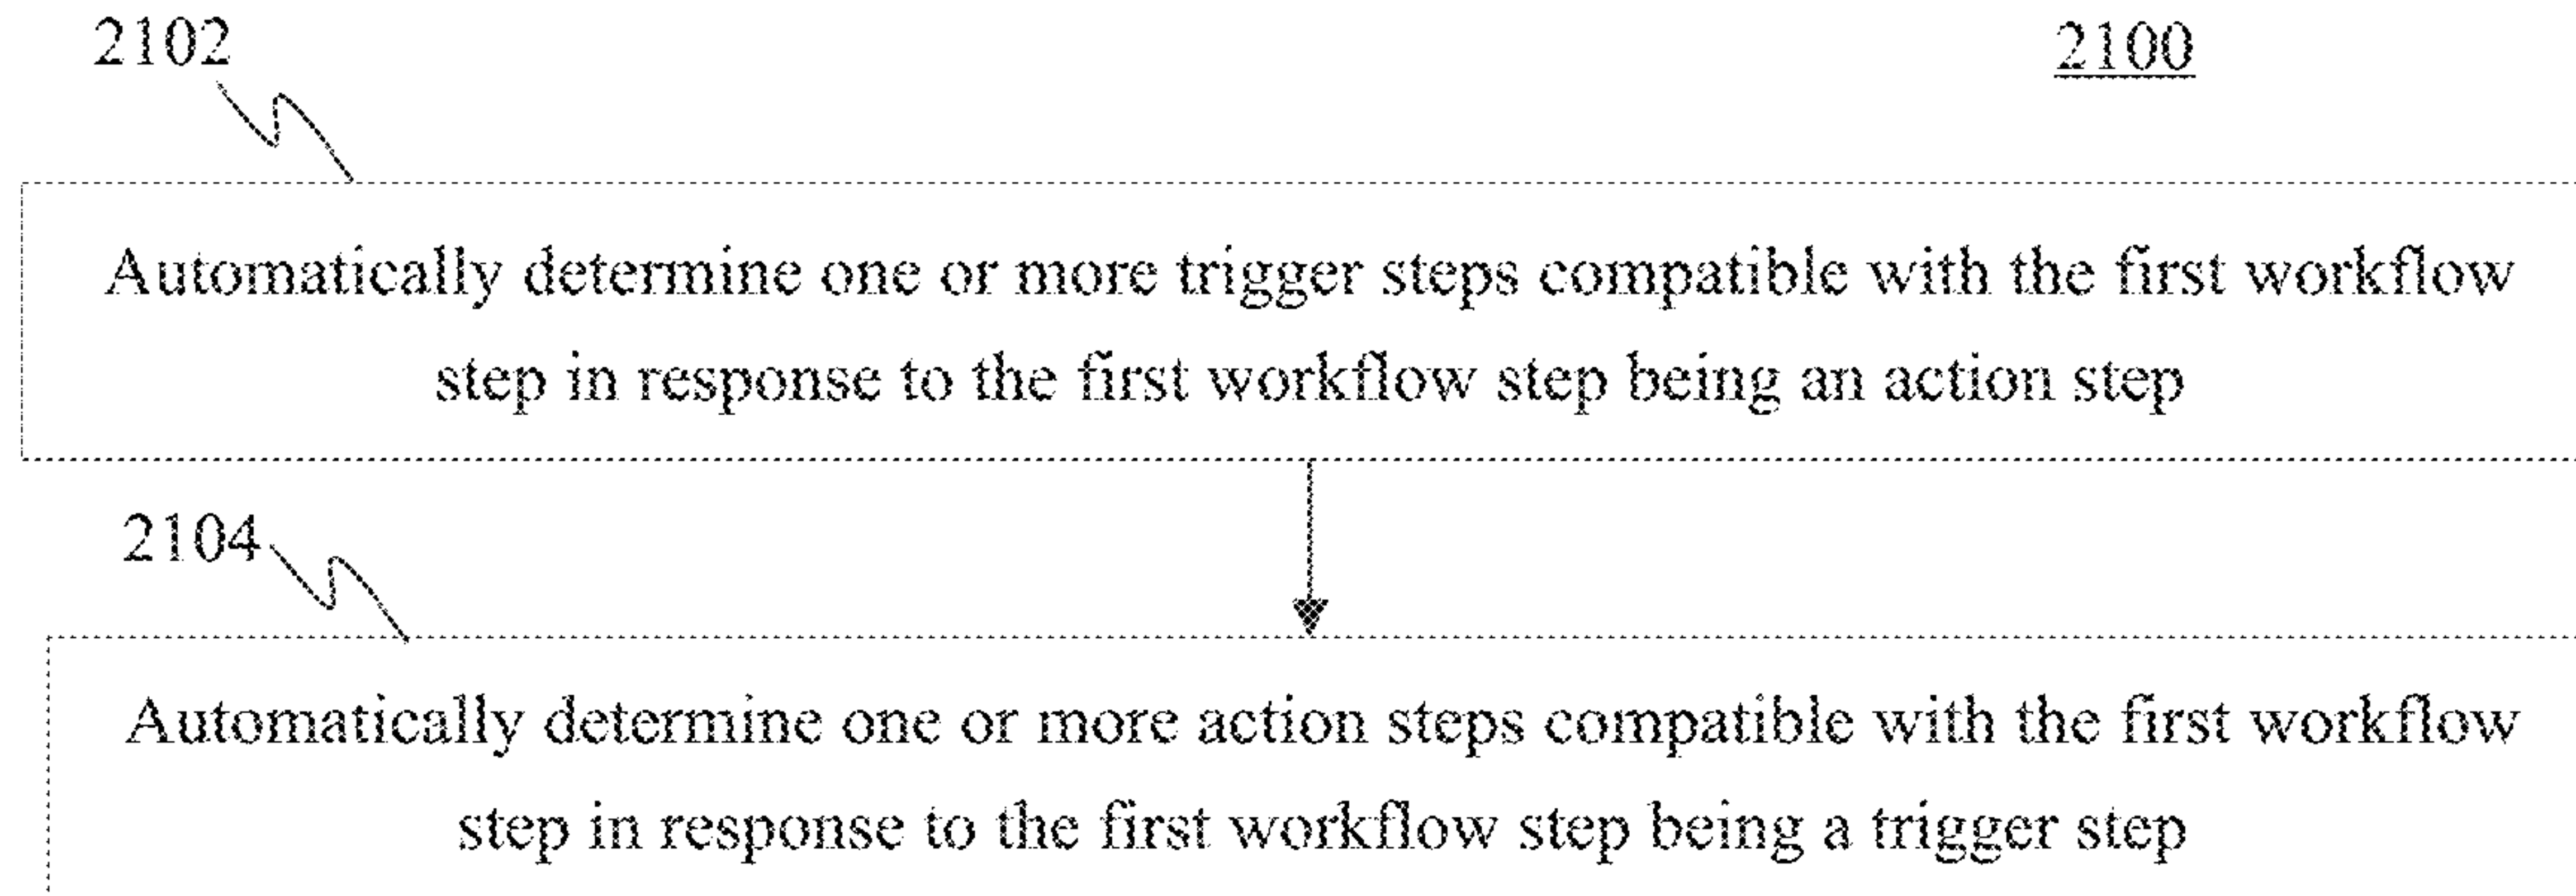 2102
2100
Automatically determine one or more trigger steps compatible with the first workflow
step in response to the first workflow step being an action step
2104
Automatically determine one or more action steps compatible with the first workflow
step in response to the first workflow step being a trigger step